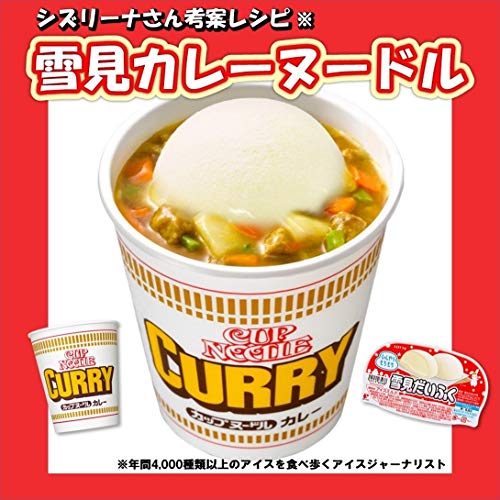 シズリーナさん考案レシピ※
雪見カレーヌードル
CUP
NOODLE
CURRY
カップヌードル カレー
CUP
NOODLE
CURRY
カップヌードル カレー
雪見だいふく
※年間4,000種類以上のアイスを食べ歩くアイスジャーナリスト